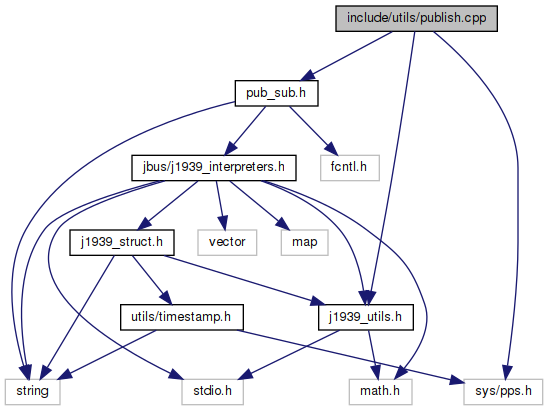 include/utils/publish.cpp
pub_sub.h
jbus/j1939_interpreters.h
fcntl.h
j1939_struct.h
vector
map
utils/timestamp.h
j1939_utils.h
string
stdio.h
math.h
sys/pps.h